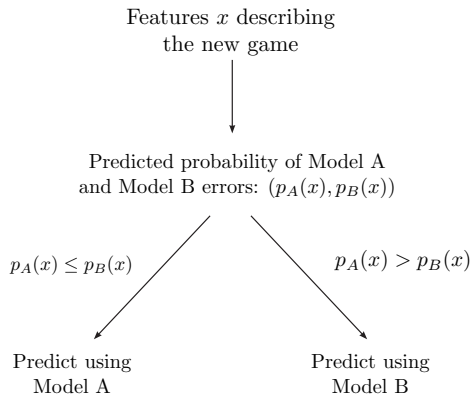 Features x describing
the new game
Predicted probability of Model A
and Model B errors: (p_A(x), p_B(x))
p_A(x) ≤ p_B(x)
p_A(x) > p_B(x)
Predict using
Model A
Predict using
Model B